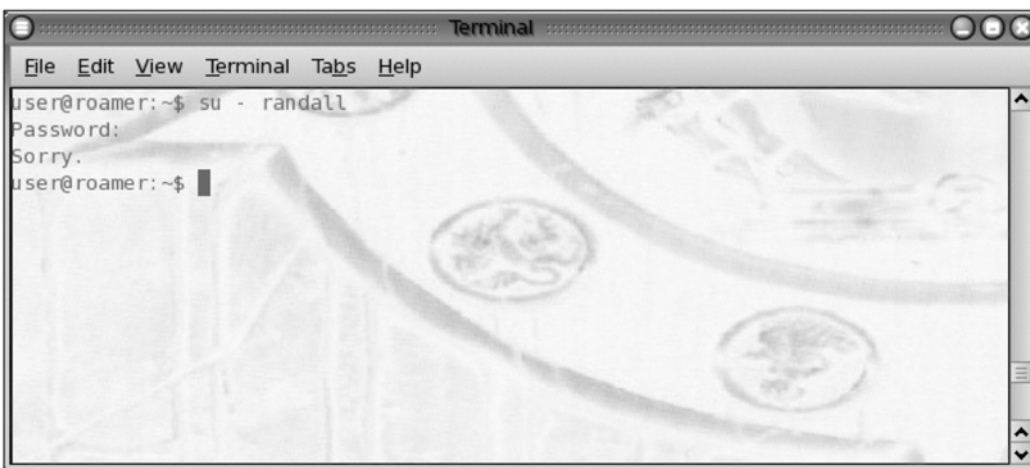 Terminal
File Edit View Terminal Tabs Help
user@roamer:~$ su - randall
Password:
Sorry.
user@roamer:~$